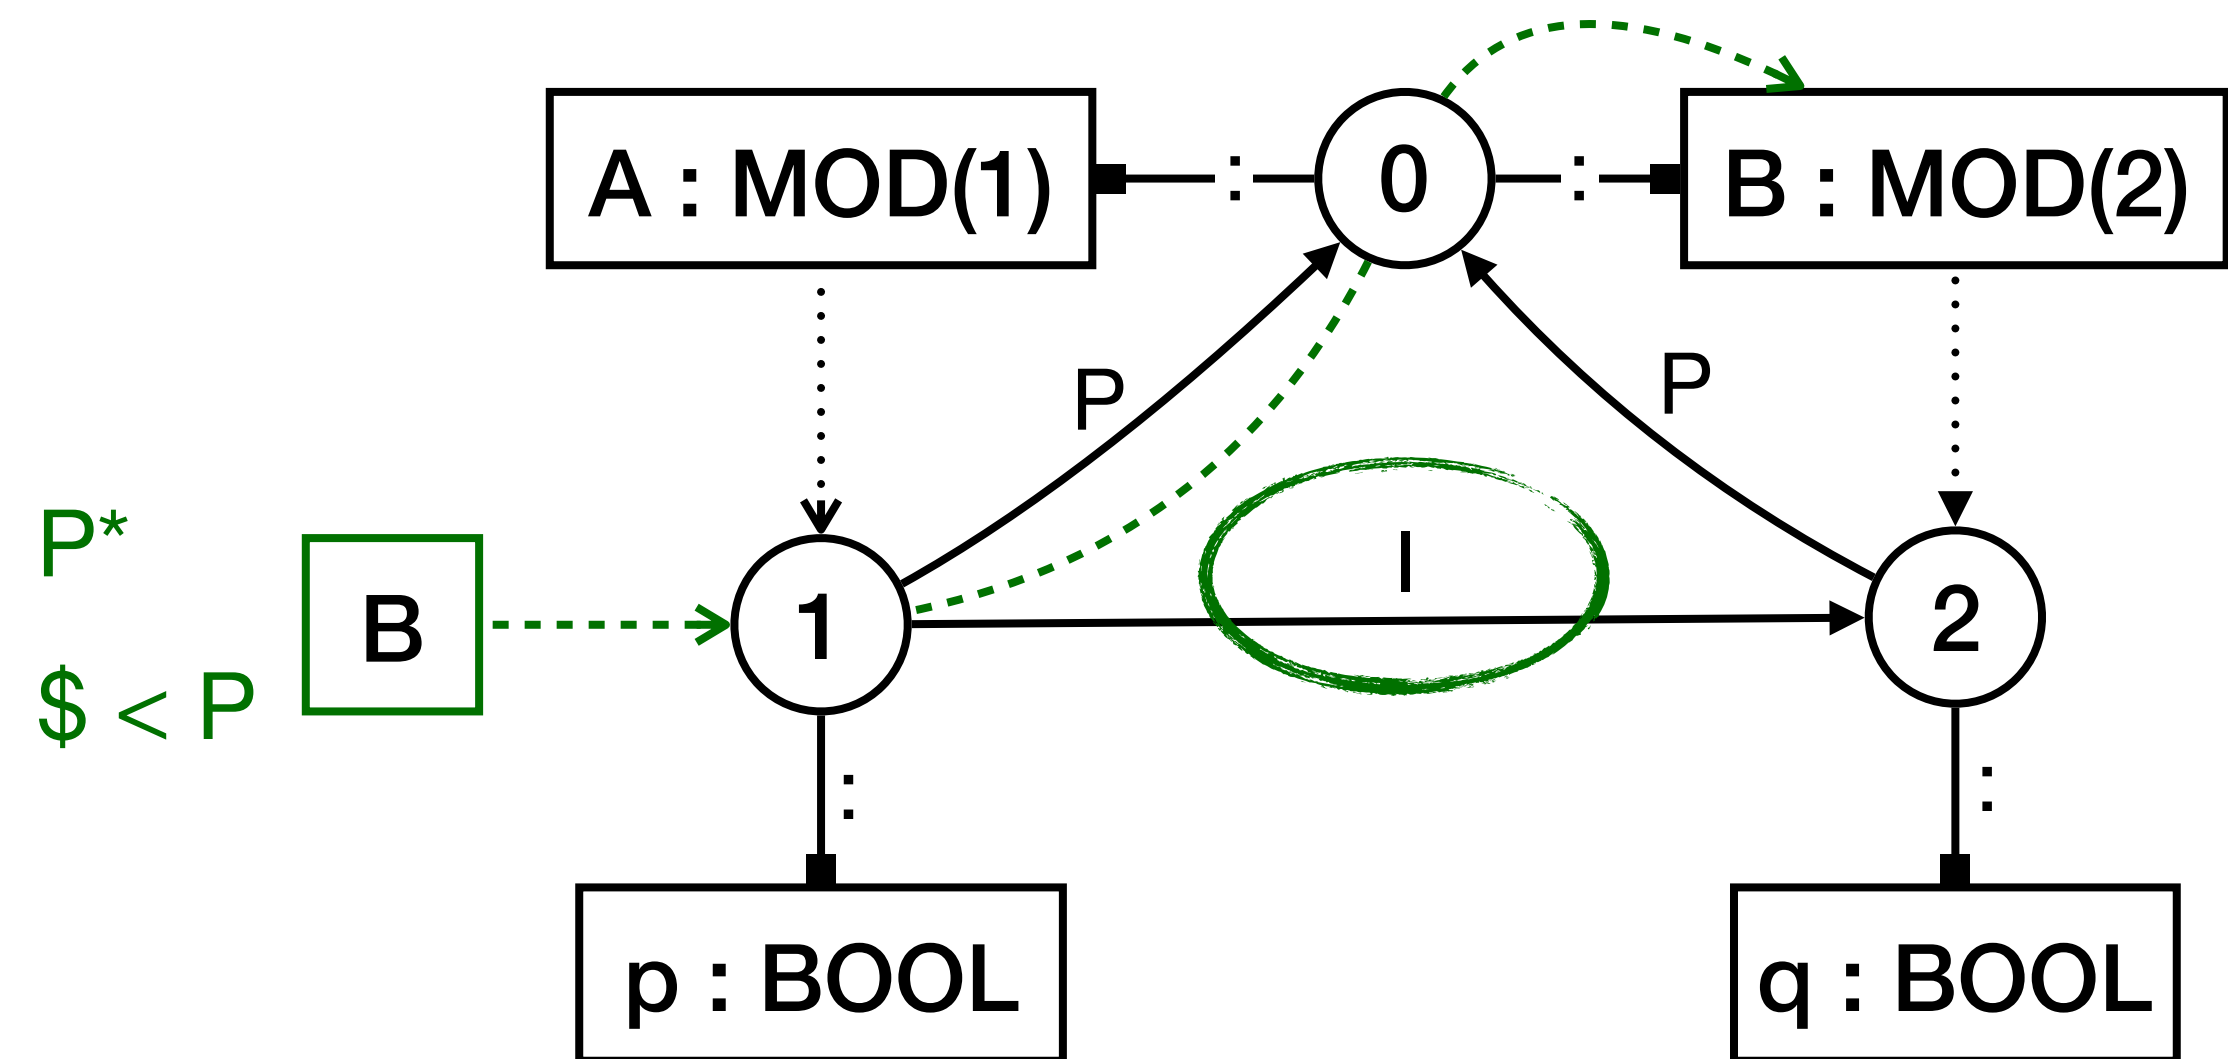 A : MOD(1)
:
0
:
B : MOD(2)
P
P
P*
$ < P
B
1
I
2
:
:
p : BOOL
q : BOOL